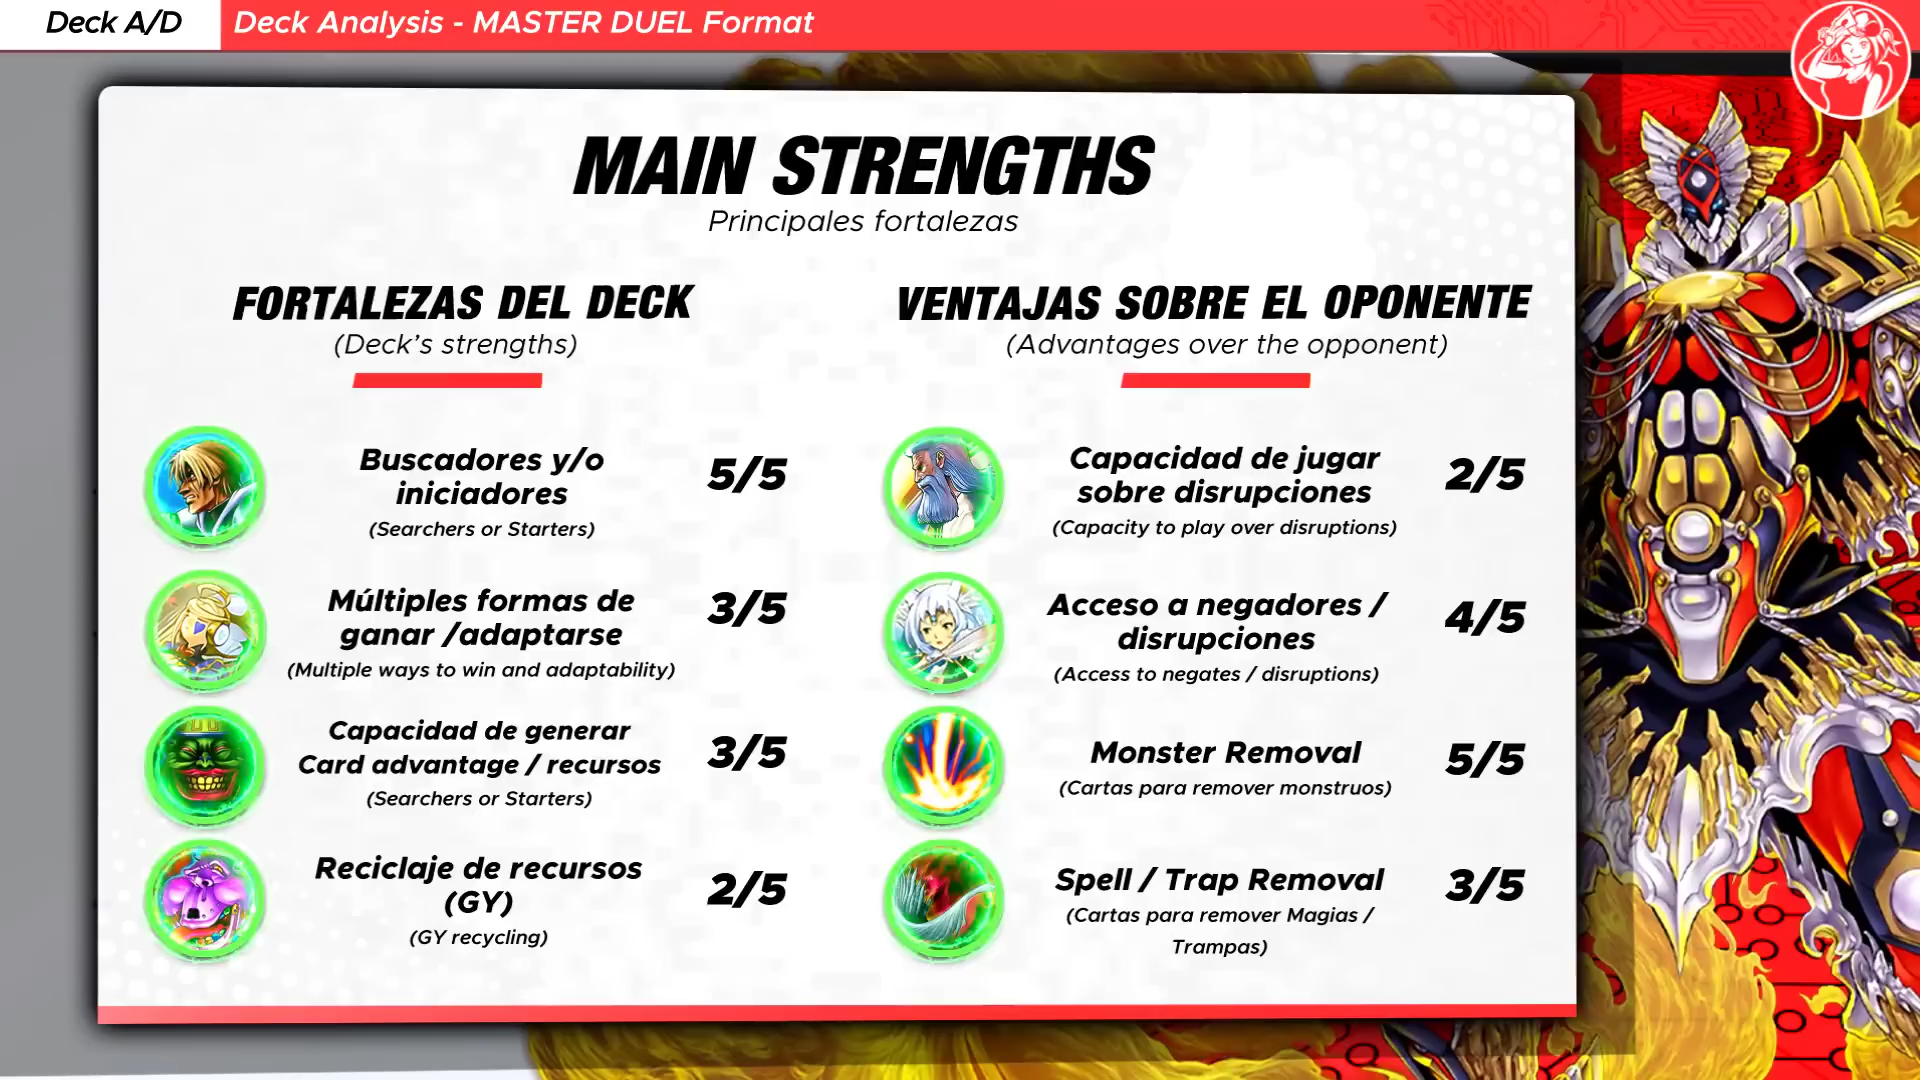 Deck A/D
Deck Analysis - MASTER DUEL Format
MAIN STRENGTHS
Principales fortalezas
FORTALEZAS DEL DECK
(Deck's strengths)
Buscadores y/o
iniciadores
(Searchers or Starters)
5/5
Múltiples formas de
ganar /adaptarse
(Multiple ways to win and adaptability)
3/5
Capacidad de generar
Card advantage / recursos
(Searchers or Starters)
3/5
Reciclaje de recursos
(GY)
(GY recycling)
2/5
VENTAJAS SOBRE EL OPONENTE
(Advantages over the opponent)
Capacidad de jugar
sobre disrupciones
(Capacity to play over disruptions)
2/5
Acceso a negadores /
disrupciones
(Access to negates / disruptions)
4/5
Monster Removal
(Cartas para remover monstruos)
5/5
Spell / Trap Removal
(Cartas para remover Magias /
Trampas)
3/5